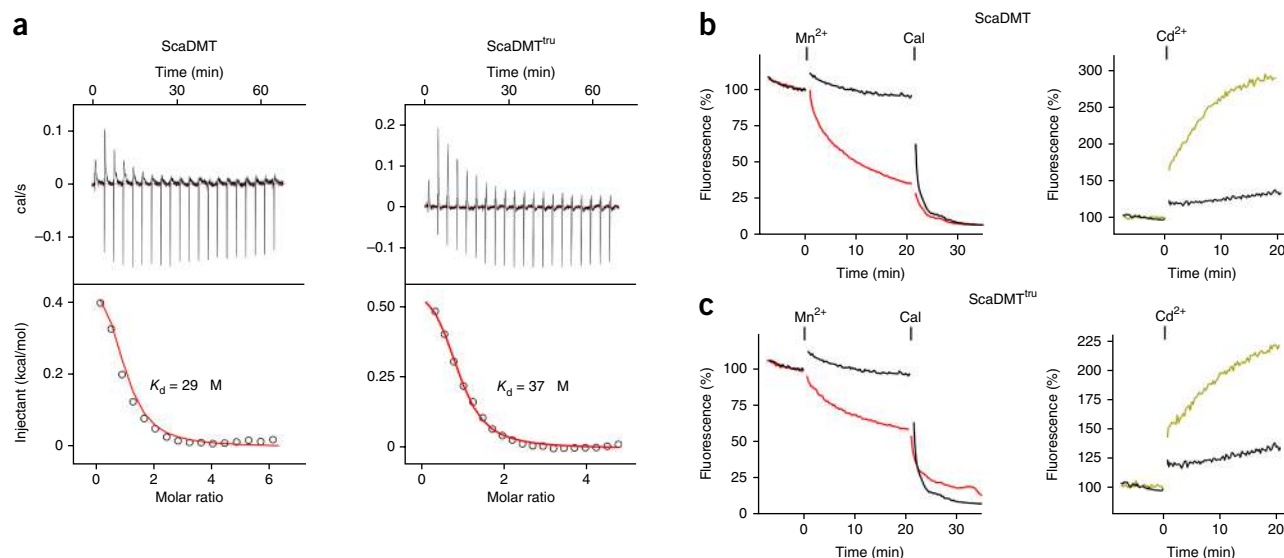 a
ScaDMT
Time (min)
0 30 60
0.1
0
–0.1
cal/s
0.4
0.2
0
Injectant (kcal/mol)
Kd = 29 M
0 2 4 6
Molar ratio
ScaDMTtru
Time (min)
0 30 60
0.2
0.1
0
–0.1
0.50
0.25
0
Kd = 37 M
0 2 4
Molar ratio
b
ScaDMT
Mn2+ Cal
100
75
50
25
0
Fluorescence (%)
0 10 20 30
Time (min)
Cd2+
300
250
200
150
100
Fluorescence (%)
0 10 20
Time (min)
c
ScaDMTtru
Mn2+ Cal
100
75
50
25
0
Fluorescence (%)
0 10 20 30
Time (min)
Cd2+
225
200
175
150
125
100
Fluorescence (%)
0 10 20
Time (min)